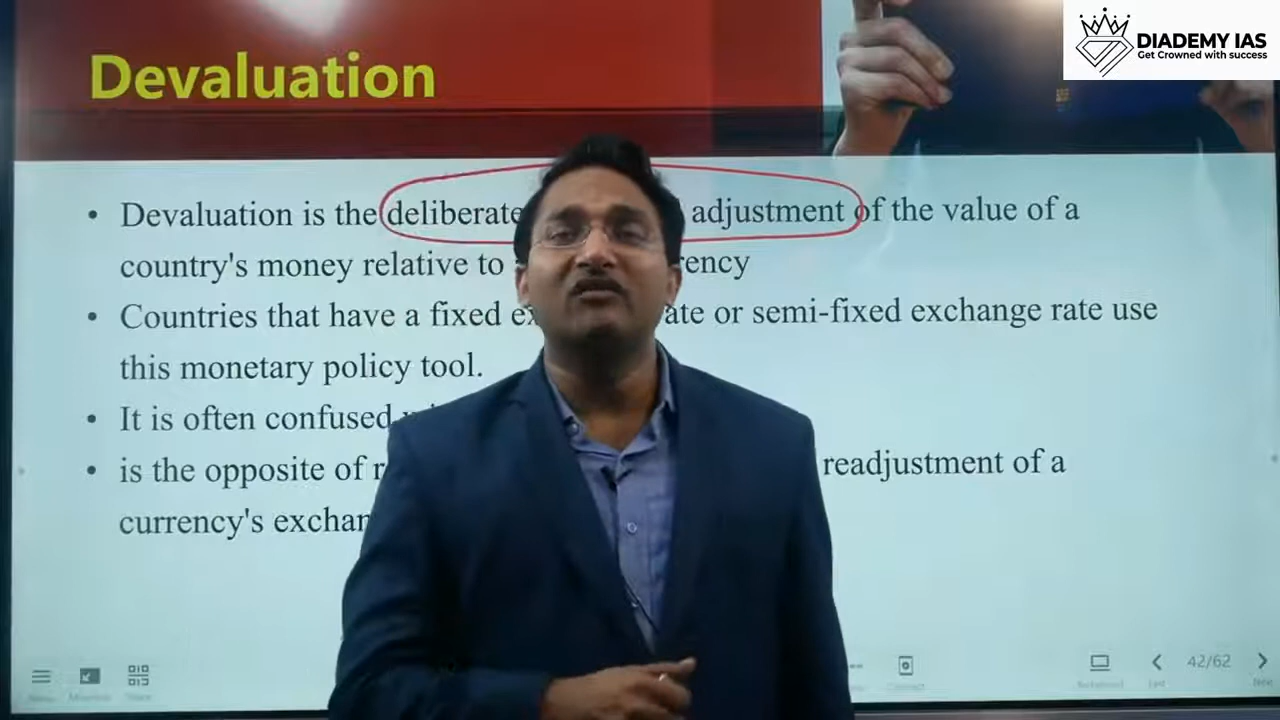 DIADEMY IAS
Get Crowned with success
Devaluation
• Devaluation is the deliberate adjustment of the value of a
country's money relative to rency
• Countries that have a fixed ex ate or semi-fixed exchange rate use
this monetary policy tool.
• It is often confused
• is the opposite of r readjustment of a
currency's exchan
42/62